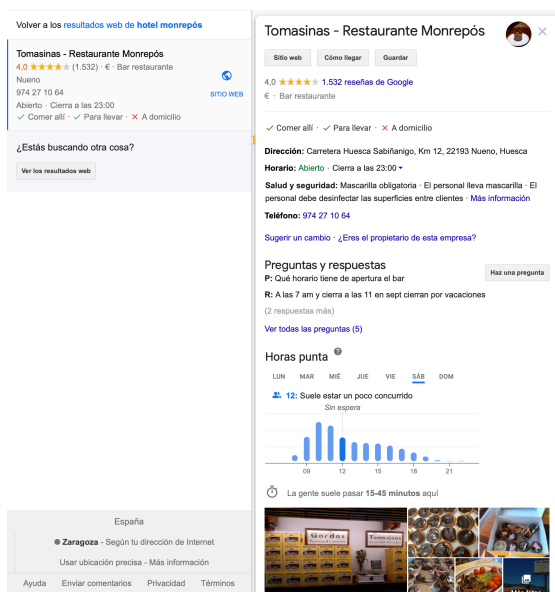 Volver a los resultados web de hotel monrepós
Tomasinas - Restaurante Monrepós
4,0 ★★★★★ (1.532) · € · Bar restaurante
Nueno
974 27 10 64
Abierto · Cierra a las 23:00
✓ Comer allí · ✓ Para llevar · ✕ A domicilio
SITIO WEB
¿Estás buscando otra cosa?
Ver los resultados web
España
Zaragoza - Según tu dirección de Internet
Usar ubicación precisa - Más información
Ayuda Enviar comentarios Privacidad Términos
Tomasinas - Restaurante Monrepós
Sitio web Cómo llegar Guardar
4,0 ★★★★★ 1.532 reseñas de Google
€ · Bar restaurante
✓ Comer allí · ✓ Para llevar · ✕ A domicilio
Dirección: Carretera Huesca Sabiñanigo, Km 12, 22193 Nueno, Huesca
Horario: Abierto · Cierra a las 23:00
Salud y seguridad: Mascarilla obligatoria · El personal lleva mascarilla · El
personal debe desinfectar las superficies entre clientes · Más información
Teléfono: 974 27 10 64
Sugerir un cambio · ¿Eres el propietario de esta empresa?
Preguntas y respuestas
Haz una pregunta
P: Qué horario tiene de apertura el bar
R: A las 7 am y cierra a las 11 en sept cierran por vacaciones
(2 respuestas más)
Ver todas las preguntas (5)
Horas punta
LUN MAR MIÉ JUE VIE SÁB DOM
12: Suele estar un poco concurrido
Sin espera
09 12 15 18 21
La gente suele pasar 15-45 minutos aquí
Gordas
Tomasinas